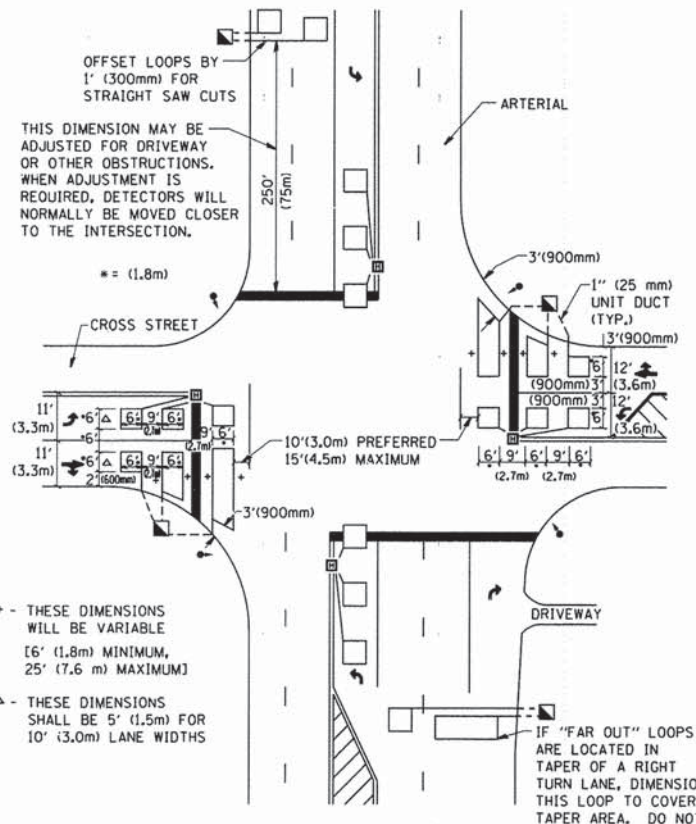 OFFSET LOOPS BY
1' (300mm) FOR
STRAIGHT SAW CUTS
THIS DIMENSION MAY BE
ADJUSTED FOR DRIVEWAY
OR OTHER OBSTRUCTIONS.
WHEN ADJUSTMENT IS
REQUIRED, DETECTORS WILL
NORMALLY BE MOVED CLOSER
TO THE INTERSECTION.
* = (1.8m)
250'
(75m)
ARTERIAL
3'(900mm)
1" (25 mm)
UNIT DUCT
(TYP.)
3'(900mm)
CROSS STREET
H
H
11'
(3.3m)
*6'
6' 9' 6'
*6'
11'
(3.3m)
*6'
6' 9' 6'
2' (600mm)
9' 6'
(2.7m)
10'(3.0m) PREFERRED
15'(4.5m) MAXIMUM
6'
12'
(3.6m)
(900mm) 3'
(900mm) 3'
6'
12'
(3.6m)
H
6' 9' 6' 9' 6'
(2.7m) (2.7m)
3'(900mm)
H
DRIVEWAY
+ - THESE DIMENSIONS
WILL BE VARIABLE
[6' (1.8m) MINIMUM,
25' (7.6 m) MAXIMUM]
△ - THESE DIMENSIONS
SHALL BE 5' (1.5m) FOR
10' (3.0m) LANE WIDTHS
IF "FAR OUT" LOOPS
ARE LOCATED IN
TAPER OF A RIGHT
TURN LANE, DIMENSIO
THIS LOOP TO COVER
TAPER AREA. DO NO